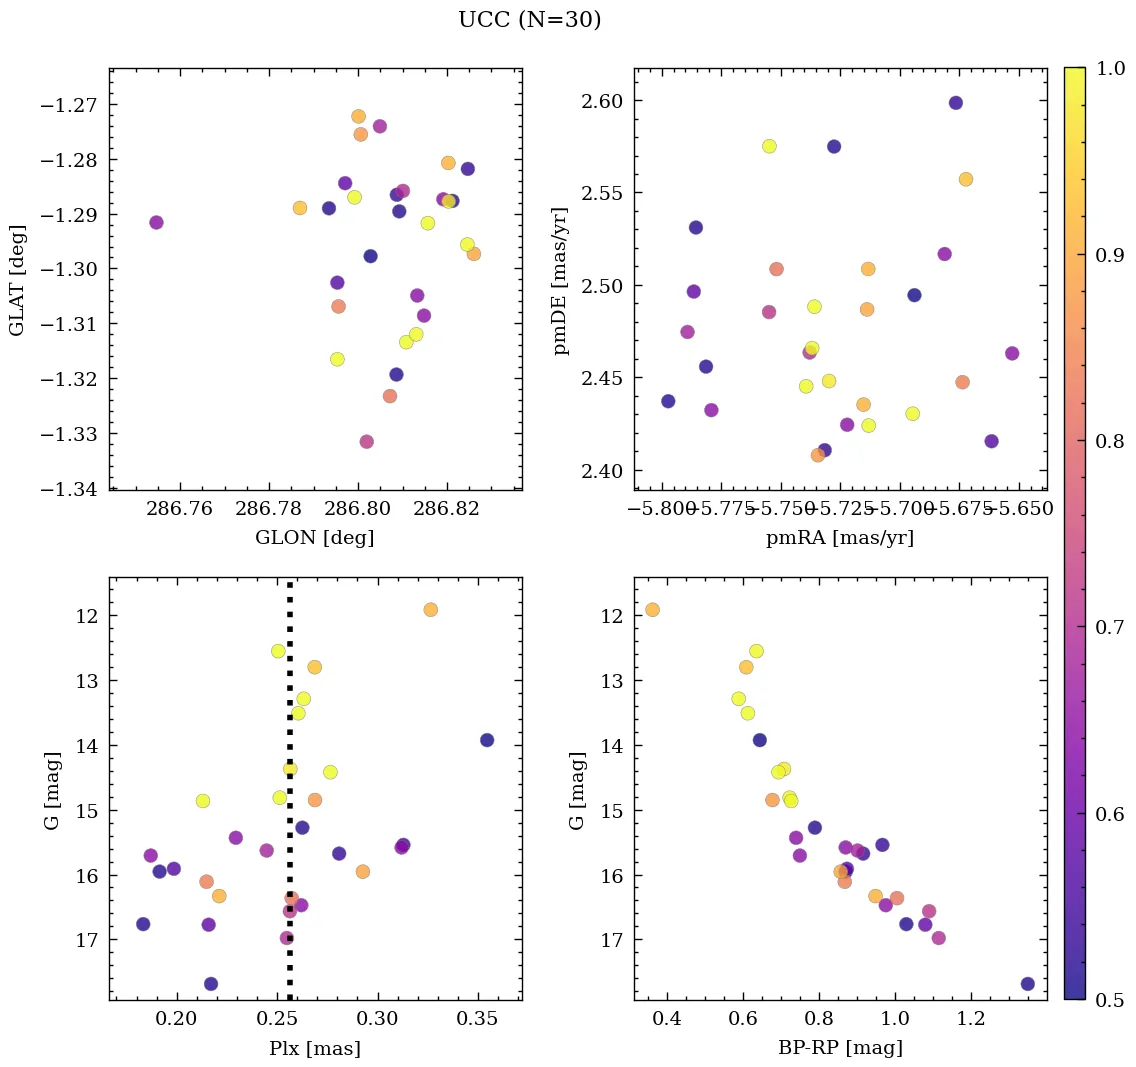 UCC (N=30)
−1.27
−1.28
−1.29
−1.30
−1.31
−1.32
−1.33
−1.34
GLAT [deg]
286.76 286.78 286.80 286.82
GLON [deg]
2.60
2.55
2.50
2.45
2.40
pmDE [mas/yr]
−5.800 −5.775 −5.750 −5.725 −5.700 −5.675 −5.650
pmRA [mas/yr]
12
13
14
15
16
17
G [mag]
0.20 0.25 0.30 0.35
Plx [mas]
12
13
14
15
16
17
G [mag]
0.4 0.6 0.8 1.0 1.2
BP-RP [mag]
1.0
0.9
0.8
0.7
0.6
0.5